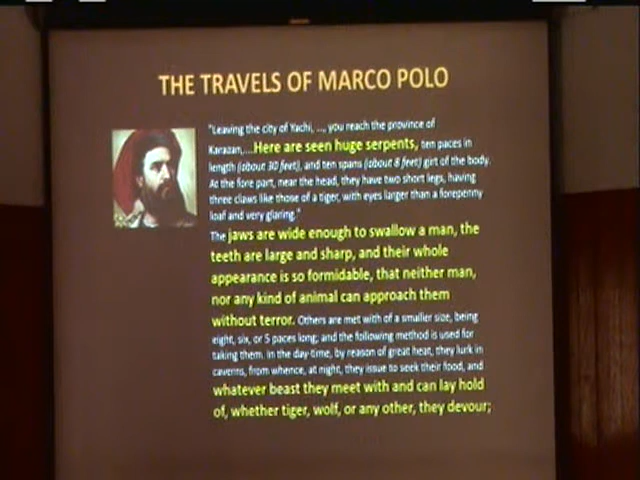 THE TRAVELS OF MARCO POLO
"Leaving the city of Yachi, ..., you reach the province of
Karazan,....Here are seen huge serpents, ten paces in
length (about 30 feet), and ten spans (about 8 feet) girt of the body.
At the fore part, near the head, they have two short legs, having
three claws like those of a tiger, with eyes larger than a forepenny
loaf and very glaring."
The jaws are wide enough to swallow a man, the
teeth are large and sharp, and their whole
appearance is so formidable, that neither man,
nor any kind of animal can approach them
without terror. Others are met with of a smaller size, being
eight, six, or 5 paces long; and the following method is used for
taking them. In the day-time, by reason of great heat, they lurk in
caverns, from whence, at night, they issue to seek their food, and
whatever beast they meet with and can lay hold
of, whether tiger, wolf, or any other, they devour;